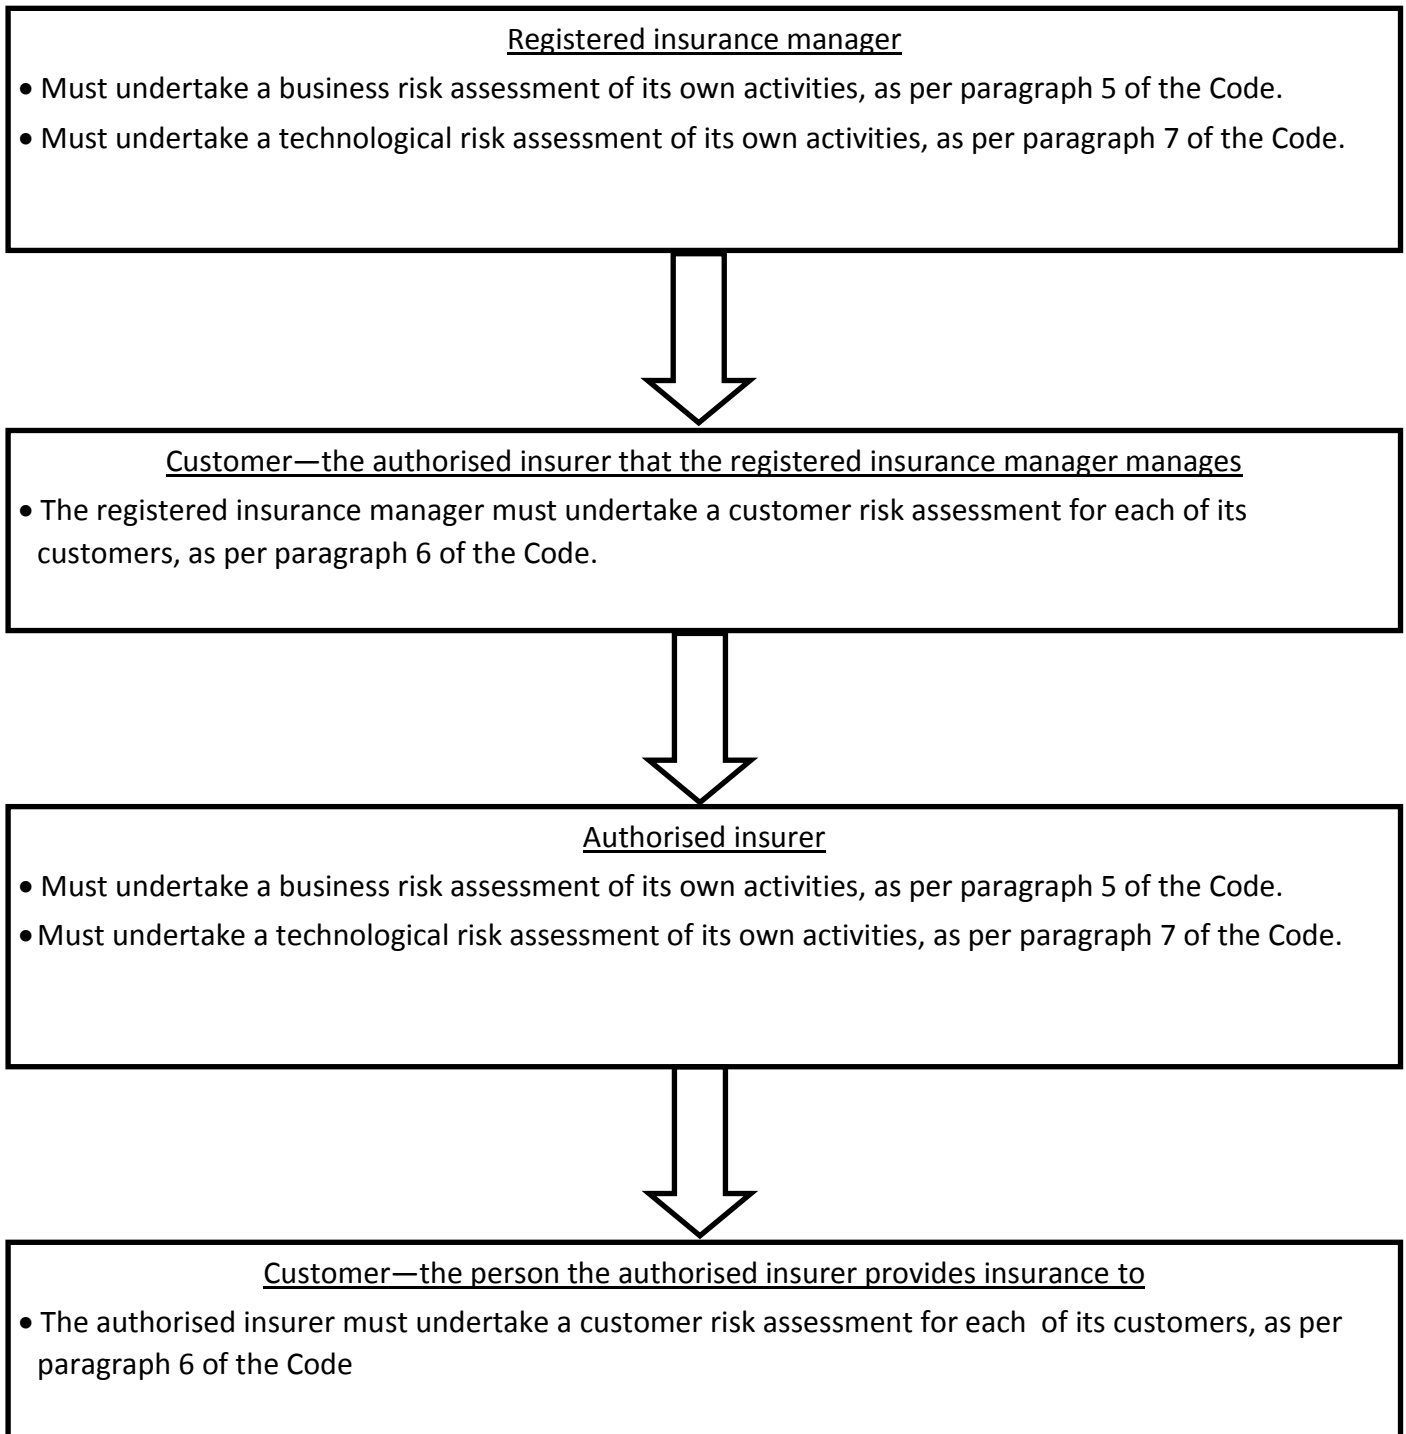 Registered insurance manager
• Must undertake a business risk assessment of its own activities, as per paragraph 5 of the Code.
• Must undertake a technological risk assessment of its own activities, as per paragraph 7 of the Code.
Customer—the authorised insurer that the registered insurance manager manages
• The registered insurance manager must undertake a customer risk assessment for each of its
customers, as per paragraph 6 of the Code.
Authorised insurer
• Must undertake a business risk assessment of its own activities, as per paragraph 5 of the Code.
• Must undertake a technological risk assessment of its own activities, as per paragraph 7 of the Code.
Customer—the person the authorised insurer provides insurance to
• The authorised insurer must undertake a customer risk assessment for each  of its customers, as per
paragraph 6 of the Code